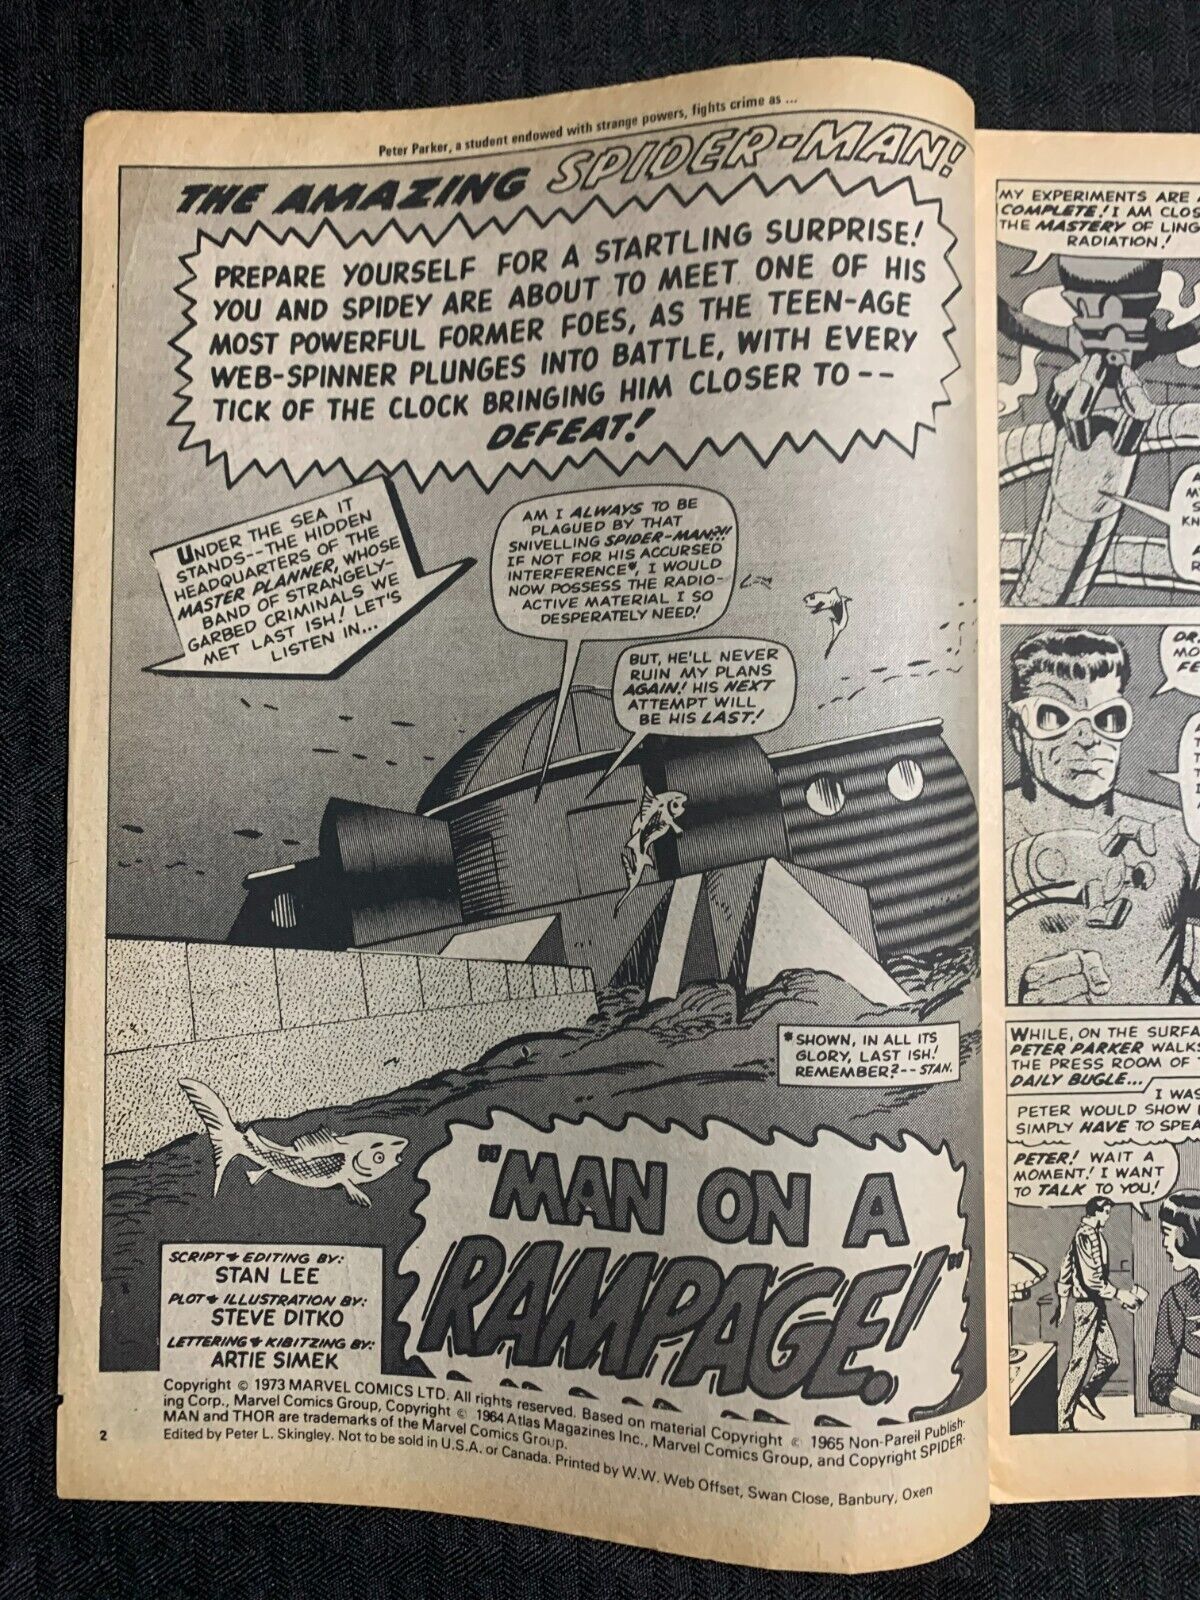 Peter Parker, a student endowed with strange powers, fights crime as ...
THE AMAZING SPIDER-MAN!
PREPARE YOURSELF FOR A STARTLING SURPRISE!
YOU AND SPIDEY ARE ABOUT TO MEET ONE OF HIS
MOST POWERFUL FORMER FOES, AS THE TEEN-AGE
WEB-SPINNER PLUNGES INTO BATTLE, WITH EVERY
TICK OF THE CLOCK BRINGING HIM CLOSER TO --
DEFEAT!
UNDER THE SEA IT
STANDS--THE HIDDEN
HEADQUARTERS OF THE
MASTER PLANNER, WHOSE
BAND OF STRANGELY-
GARBED CRIMINALS WE
MET LAST ISH! LET'S
LISTEN IN...
AM I ALWAYS TO BE
PLAGUED BY THAT
SNIVELLING SPIDER-MAN?!!
IF NOT FOR HIS ACCURSED
INTERFERENCE*, I WOULD
NOW POSSESS THE RADIO-
ACTIVE MATERIAL I SO
DESPERATELY NEED!
BUT, HE'LL NEVER
RUIN MY PLANS
AGAIN! HIS NEXT
ATTEMPT WILL
BE HIS LAST!
*SHOWN, IN ALL ITS
GLORY, LAST ISH!
REMEMBER?--STAN.
"MAN ON A
RAMPAGE!"
SCRIPT & EDITING BY:
STAN LEE
PLOT & ILLUSTRATION BY:
STEVE DITKO
LETTERING & KIBITZING BY:
ARTIE SIMEK
Copyright © 1973 MARVEL COMICS LTD. All rights reserved. Based on material Copyright © 1965 Non-Pareil Publish-
ing Corp., Marvel Comics Group, Copyright © 1964 Atlas Magazines Inc., Marvel Comics Group, and Copyright SPIDER-
MAN and THOR are trademarks of the Marvel Comics Group.
Edited by Peter L. Skingley. Not to be sold in U.S.A. or Canada. Printed by W.W. Web Offset, Swan Close, Banbury, Oxen
2
MY EXPERIMENTS ARE
COMPLETE! I AM CLOS
THE MASTERY OF LING
RADIATION!
A
M
S
KN
R
DR.
MO
FE
A
T
I
WHILE, ON THE SURFA
PETER PARKER WALKS
THE PRESS ROOM OF
DAILY BUGLE...
I WAS
PETER WOULD SHOW
SIMPLY HAVE TO SPEA
PETER! WAIT A
MOMENT! I WANT
TO TALK TO YOU!